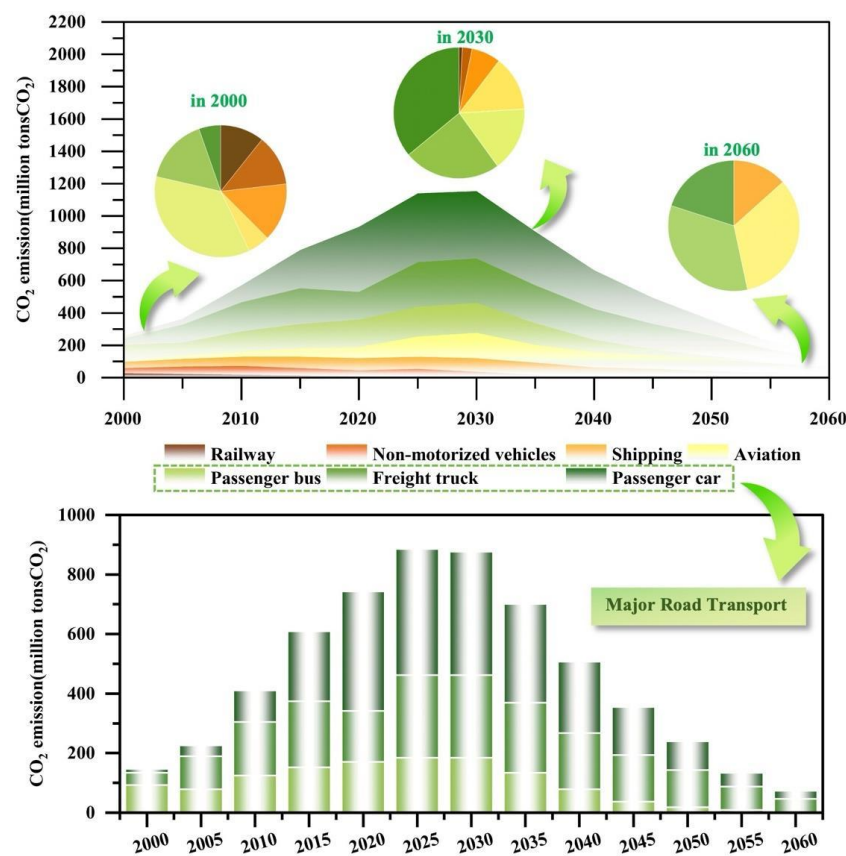 2200
2000
1800
1600
1400
1200
1000
800
600
400
200
0
CO₂ emission(million tonsCO₂)
in 2000
in 2030
in 2060
2000 2010 2020 2030 2040 2050 2060
Railway Non-motorized vehicles Shipping Aviation
Passenger bus Freight truck Passenger car
1000
800
600
400
200
0
CO₂ emission(million tonsCO₂)
Major Road Transport
2000 2005 2010 2015 2020 2025 2030 2035 2040 2045 2050 2055 2060